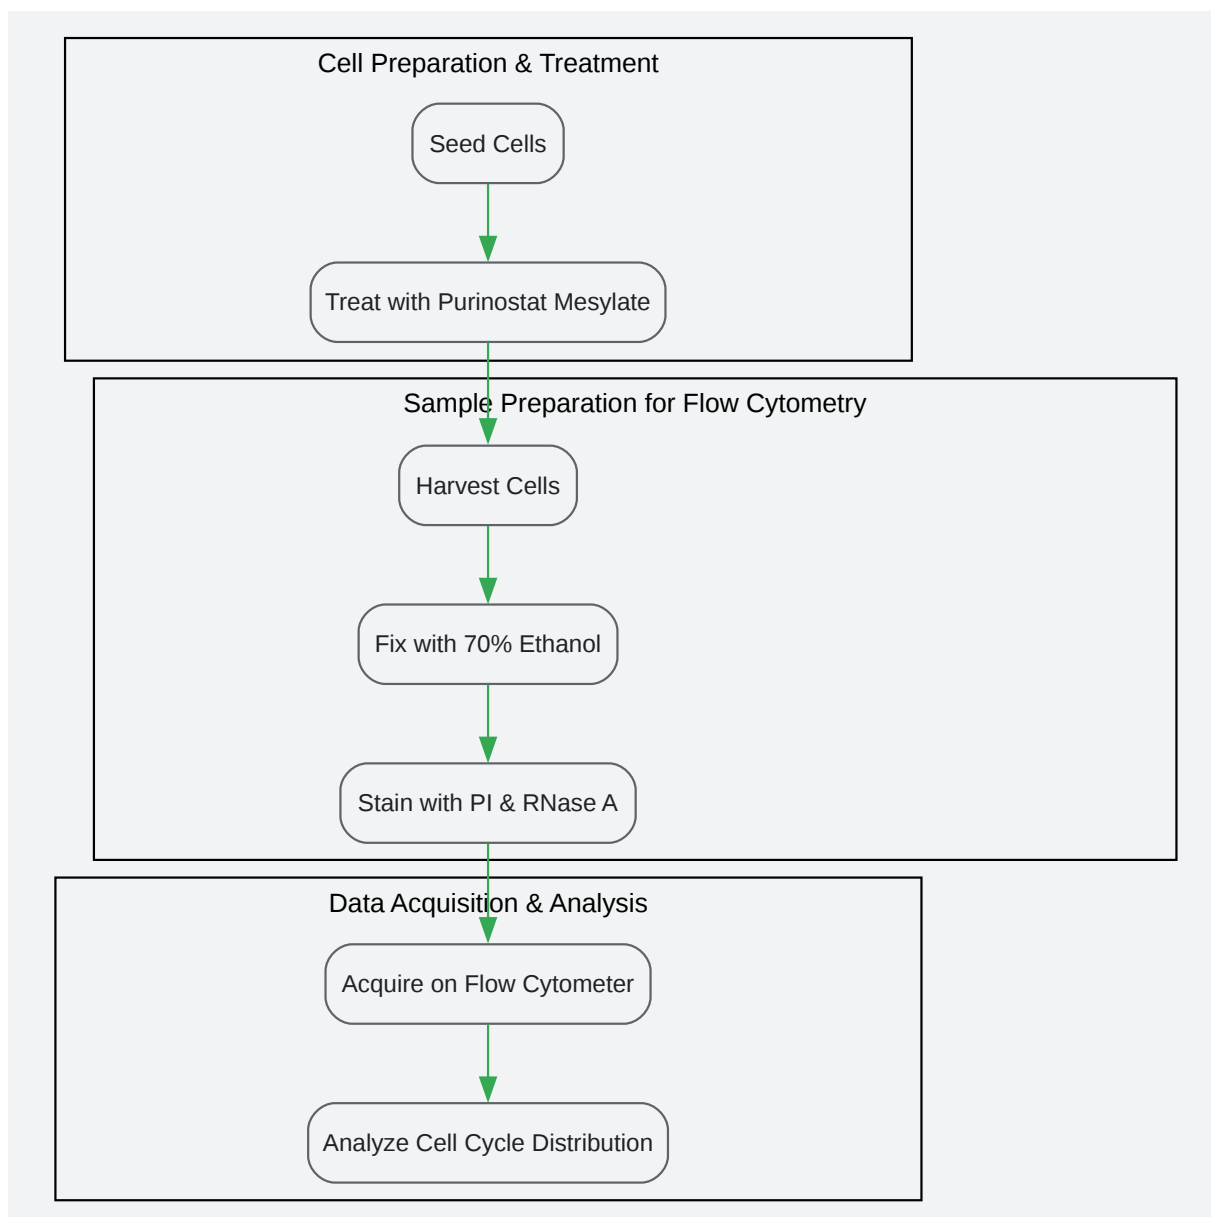 Cell Preparation & Treatment
Seed Cells
Treat with Purinostat Mesylate
Sample Preparation for Flow Cytometry
Harvest Cells
Fix with 70% Ethanol
Stain with PI & RNase A
Data Acquisition & Analysis
Acquire on Flow Cytometer
Analyze Cell Cycle Distribution